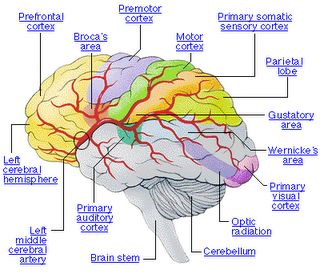 Prefrontal
cortex
Broca's
area
Premotor
cortex
Motor
cortex
Primary somatic
sensory cortex
Parietal
lobe
Gustatory
area
Wernicke's
area
Primary
visual
cortex
Optic
radiation
Cerebellum
Brain stem
Primary
auditory
cortex
Left
middle
cerebral
artery
Left
cerebral
hemisphere